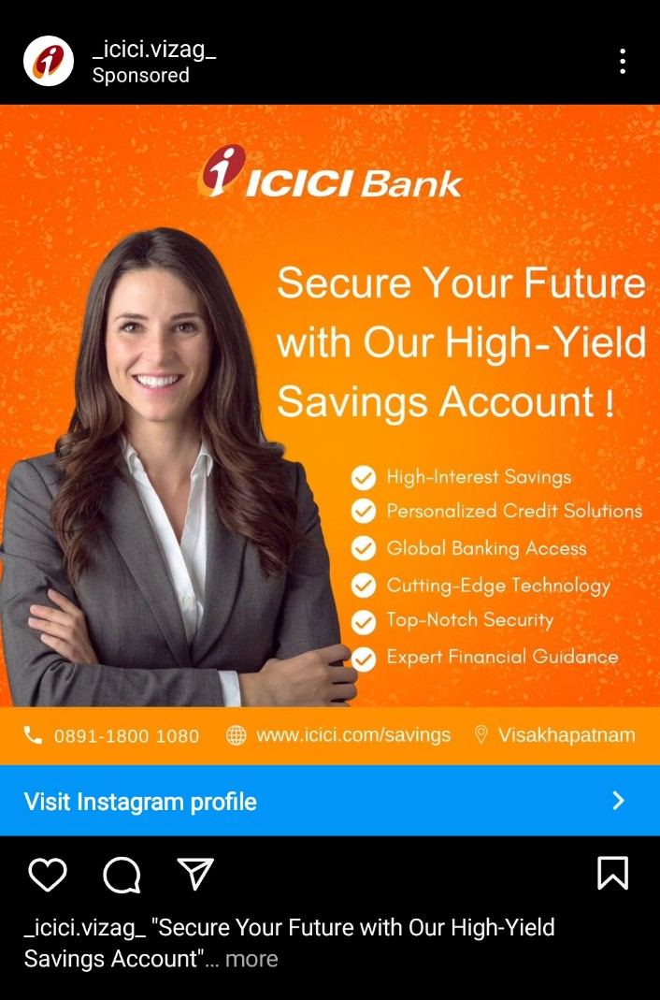 _icici.vizag_
Sponsored
ICICI Bank
Secure Your Future
with Our High-Yield
Savings Account !
High-Interest Savings
Personalized Credit Solutions
Global Banking Access
Cutting-Edge Technology
Top-Notch Security
Expert Financial Guidance
0891-1800 1080 www.icici.com/savings Visakhapatnam
Visit Instagram profile
_icici.vizag_ "Secure Your Future with Our High-Yield
Savings Account"... more